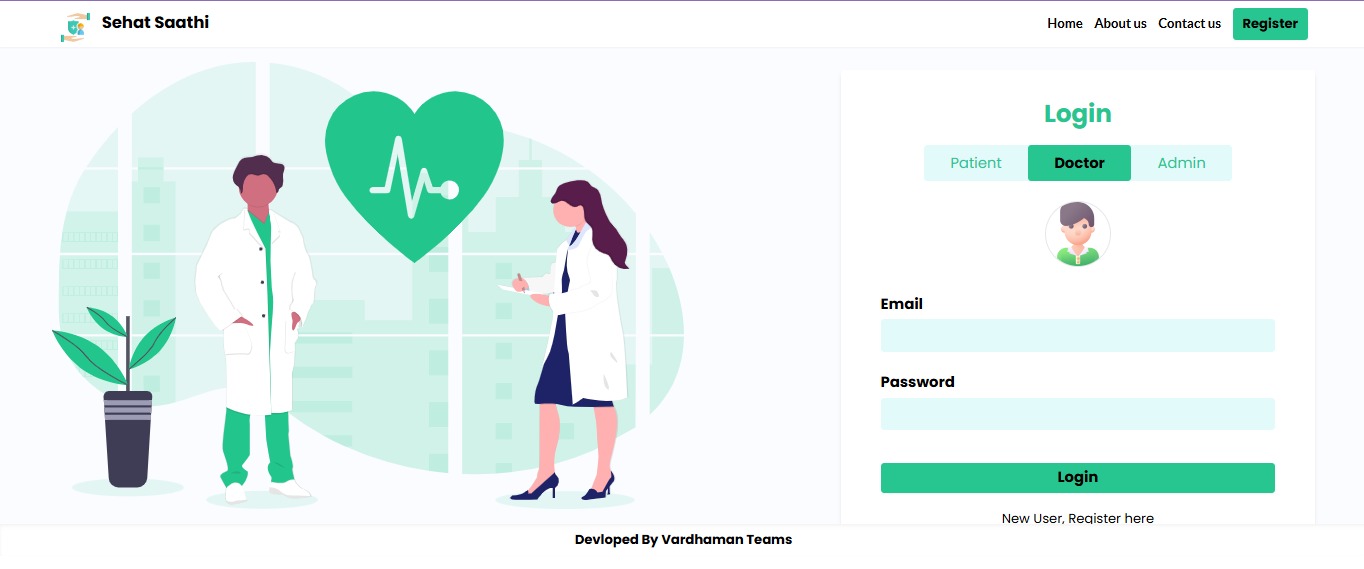 Sehat Saathi
Home About us Contact us Register
Login
Patient Doctor Admin
Email
Password
Login
New User, Register here
Devloped By Vardhaman Teams